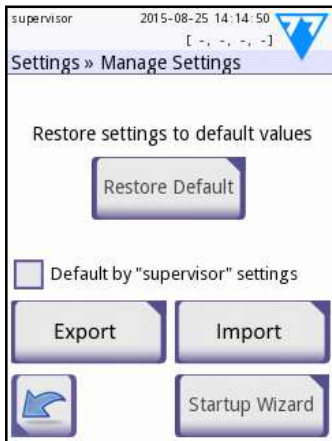 supervisor 2015-08-25 14:14:50
[ -, -, -, -]
Settings » Manage Settings
Restore settings to default values
Restore Default
Default by "supervisor" settings
Export Import
Startup Wizard